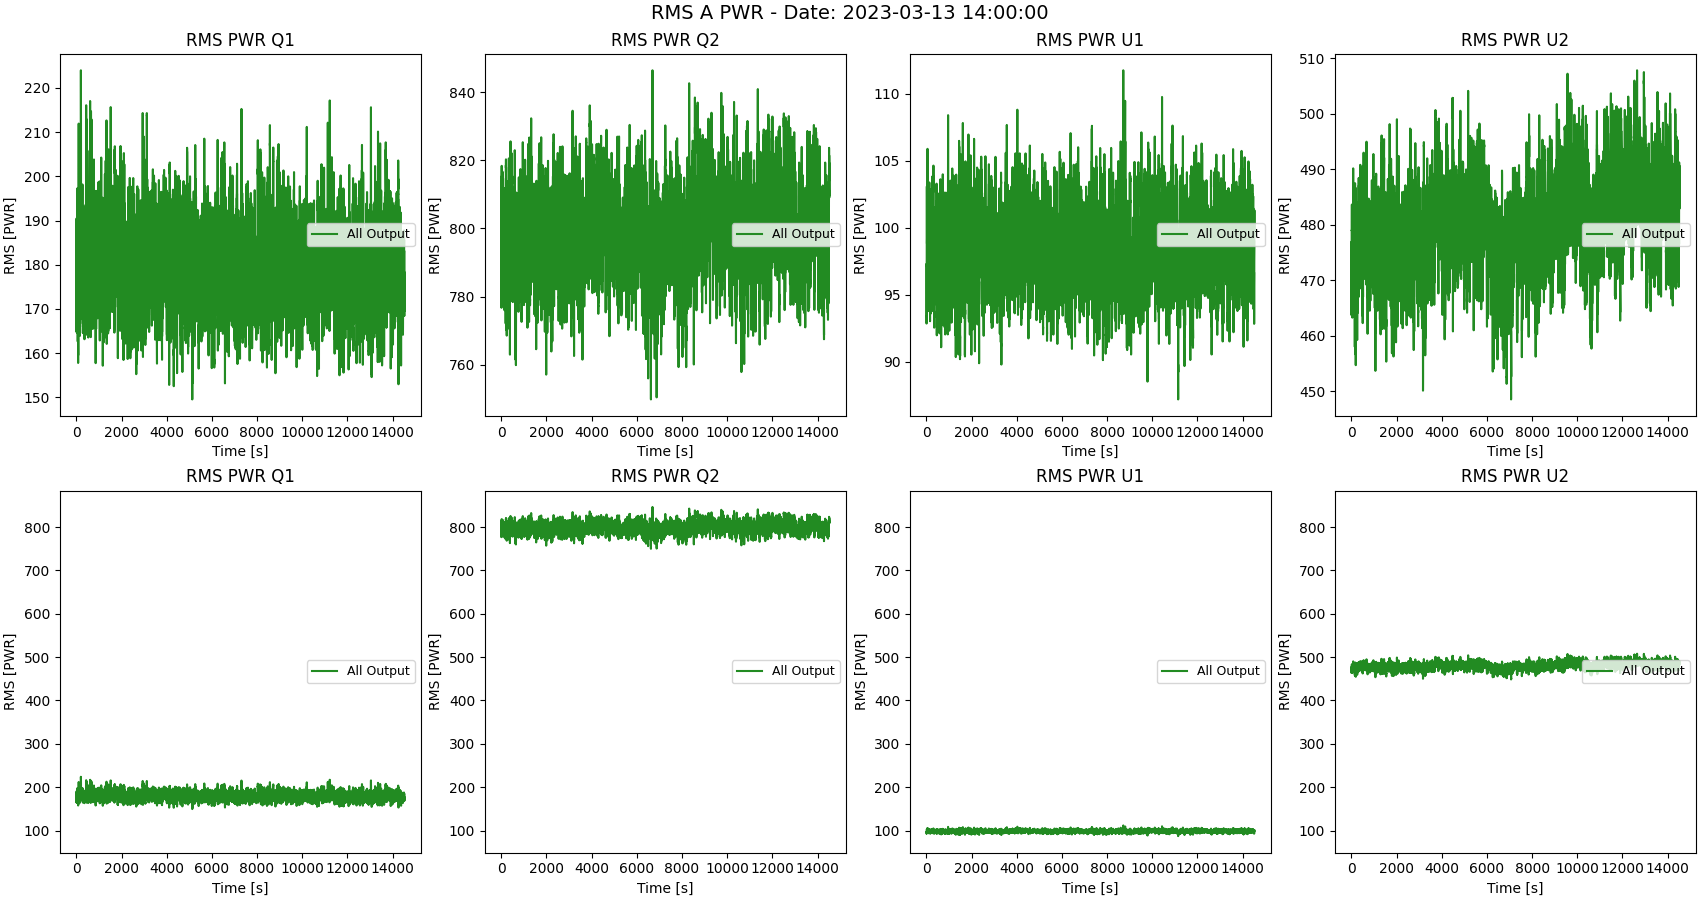 RMS A PWR - Date: 2023-03-13 14:00:00
RMS PWR Q1
RMS [PWR]
220
210
200
190
180
170
160
150
All Output
0 2000 4000 6000 8000 10000 12000 14000
Time [s]
RMS PWR Q2
RMS [PWR]
840
820
800
780
760
All Output
0 2000 4000 6000 8000 10000 12000 14000
Time [s]
RMS PWR U1
RMS [PWR]
110
105
100
95
90
All Output
0 2000 4000 6000 8000 10000 12000 14000
Time [s]
RMS PWR U2
RMS [PWR]
510
500
490
480
470
460
450
All Output
0 2000 4000 6000 8000 10000 12000 14000
Time [s]
RMS PWR Q1
RMS [PWR]
800
700
600
500
400
300
200
100
All Output
0 2000 4000 6000 8000 10000 12000 14000
Time [s]
RMS PWR Q2
RMS [PWR]
800
700
600
500
400
300
200
100
All Output
0 2000 4000 6000 8000 10000 12000 14000
Time [s]
RMS PWR U1
RMS [PWR]
800
700
600
500
400
300
200
100
All Output
0 2000 4000 6000 8000 10000 12000 14000
Time [s]
RMS PWR U2
RMS [PWR]
800
700
600
500
400
300
200
100
All Output
0 2000 4000 6000 8000 10000 12000 14000
Time [s]